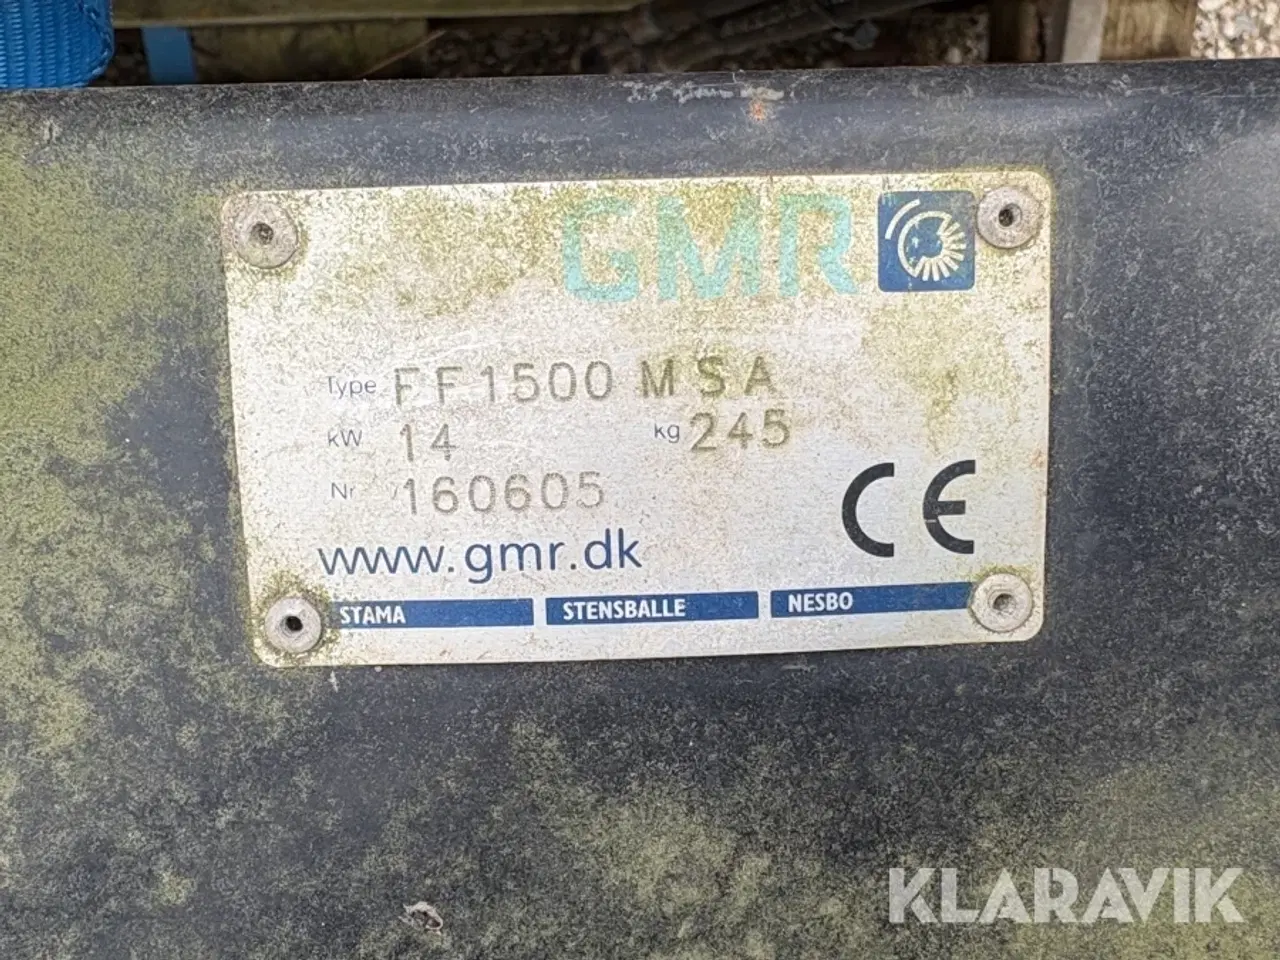 GMR
Type FF1500 MSA
kW 14 kg 245
Nr 160605
www.gmr.dk CE
STAMA STENSBALLE NESBO
KLARAVIK